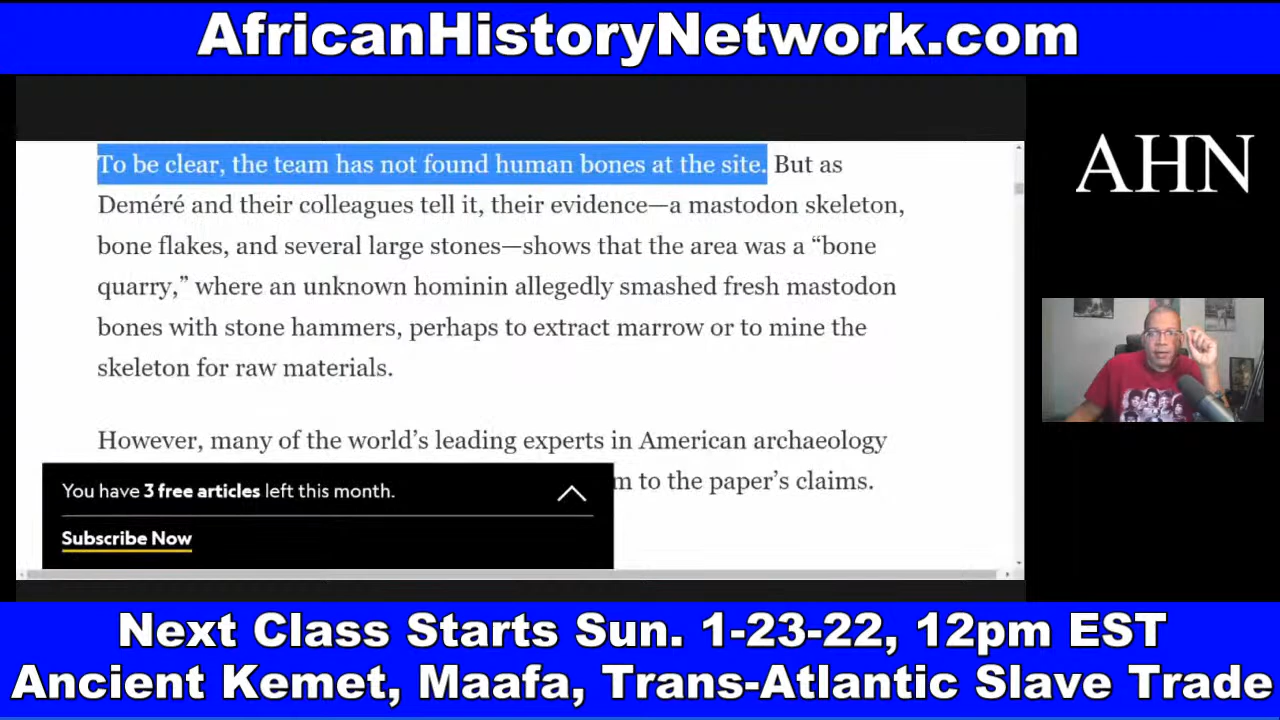 AfricanHistoryNetwork.com
To be clear, the team has not found human bones at the site. But as
Deméré and their colleagues tell it, their evidence—a mastodon skeleton,
bone flakes, and several large stones—shows that the area was a “bone
quarry,” where an unknown hominin allegedly smashed fresh mastodon
bones with stone hammers, perhaps to extract marrow or to mine the
skeleton for raw materials.
However, many of the world’s leading experts in American archaeology
to the paper’s claims.
You have 3 free articles left this month.
Subscribe Now
AHN
Next Class Starts Sun. 1-23-22, 12pm EST
Ancient Kemet, Maafa, Trans-Atlantic Slave Trade